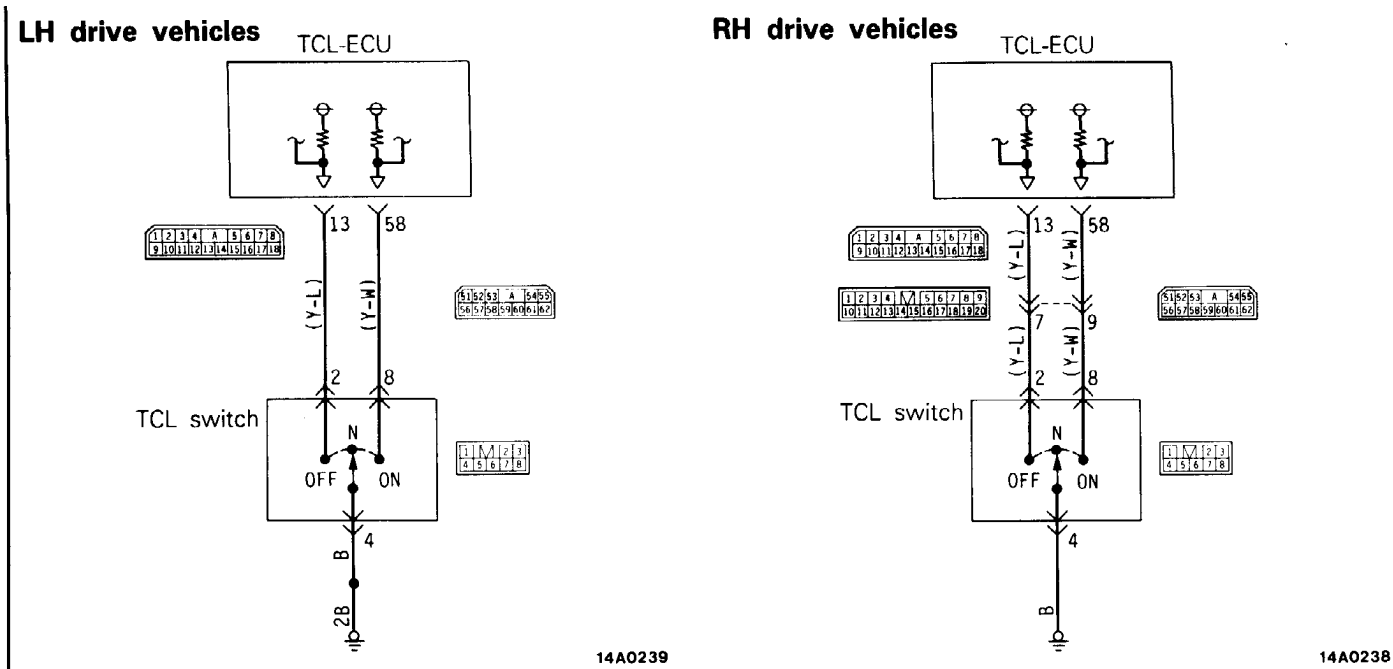 LH drive vehicles
TCL-ECU
13
58
1 2 3 4 A 5 6 7 8
9 10 11 12 13 14 15 16 17 18
(Y-L)
(Y-W)
51 52 53 A 54 55
56 57 58 59 60 61 62
2
8
TCL switch
N
OFF
ON
1 2 3
4 5 6 7 8
4
B
2B
14A0239
RH drive vehicles
TCL-ECU
13
58
1 2 3 4 A 5 6 7 8
9 10 11 12 13 14 15 16 17 18
(Y-L)
(Y-W)
1 2 3 4 5 6 7 8 9
10 11 12 13 14 15 16 17 18 19 20
51 52 53 A 54 55
56 57 58 59 60 61 62
7
9
(Y-L)
(Y-W)
2
8
TCL switch
N
OFF
ON
1 2 3
4 5 6 7 8
4
B
14A0238